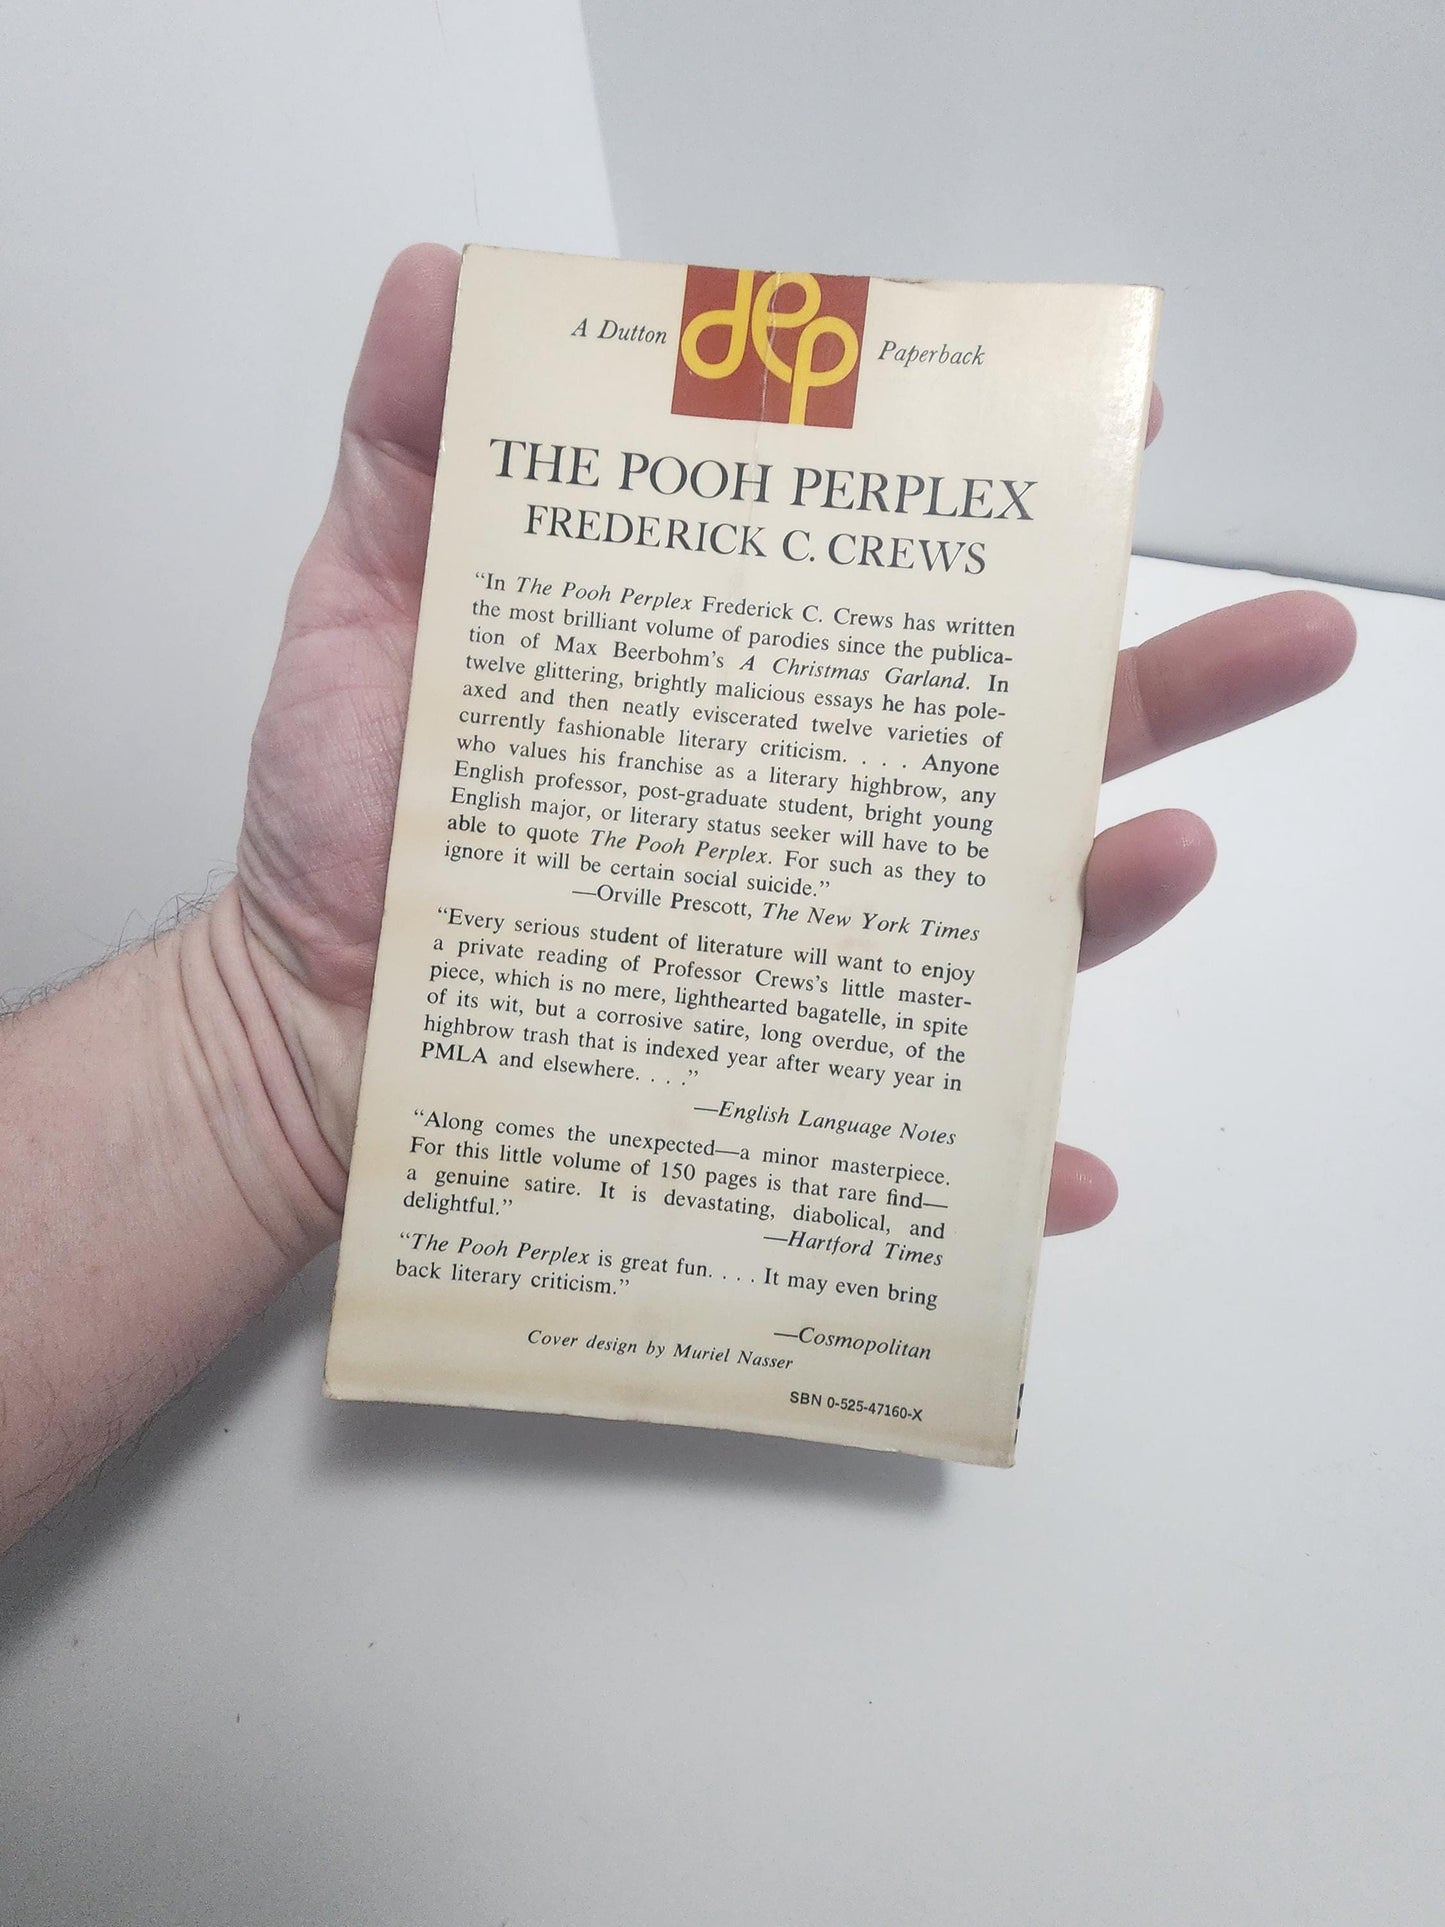 A Dutton dep Paperback
THE POOH PERPLEX
FREDERICK C. CREWS
“In The Pooh Perplex Frederick C. Crews has written
the most brilliant volume of parodies since the publica-
tion of Max Beerbohm’s A Christmas Garland. In
twelve glittering, brightly malicious essays he has pole-
axed and then neatly eviscerated twelve varieties of
currently fashionable literary criticism. . . . Anyone
who values his franchise as a literary highbrow, any
English professor, post-graduate student, bright young
English major, or literary status seeker will have to be
able to quote The Pooh Perplex. For such as they to
ignore it will be certain social suicide.”
—Orville Prescott, The New York Times
“Every serious student of literature will want to enjoy
a private reading of Professor Crews’s little master-
piece, which is no mere, lighthearted bagatelle, in spite
of its wit, but a corrosive satire, long overdue, of the
highbrow trash that is indexed year after weary year in
PMLA and elsewhere. . . .”
—English Language Notes
“Along comes the unexpected—a minor masterpiece.
For this little volume of 150 pages is that rare find—
a genuine satire. It is devastating, diabolical, and
delightful.”
—Hartford Times
“The Pooh Perplex is great fun. . . . It may even bring
back literary criticism.”
—Cosmopolitan
Cover design by Muriel Nasser
SBN 0-525-47160-X